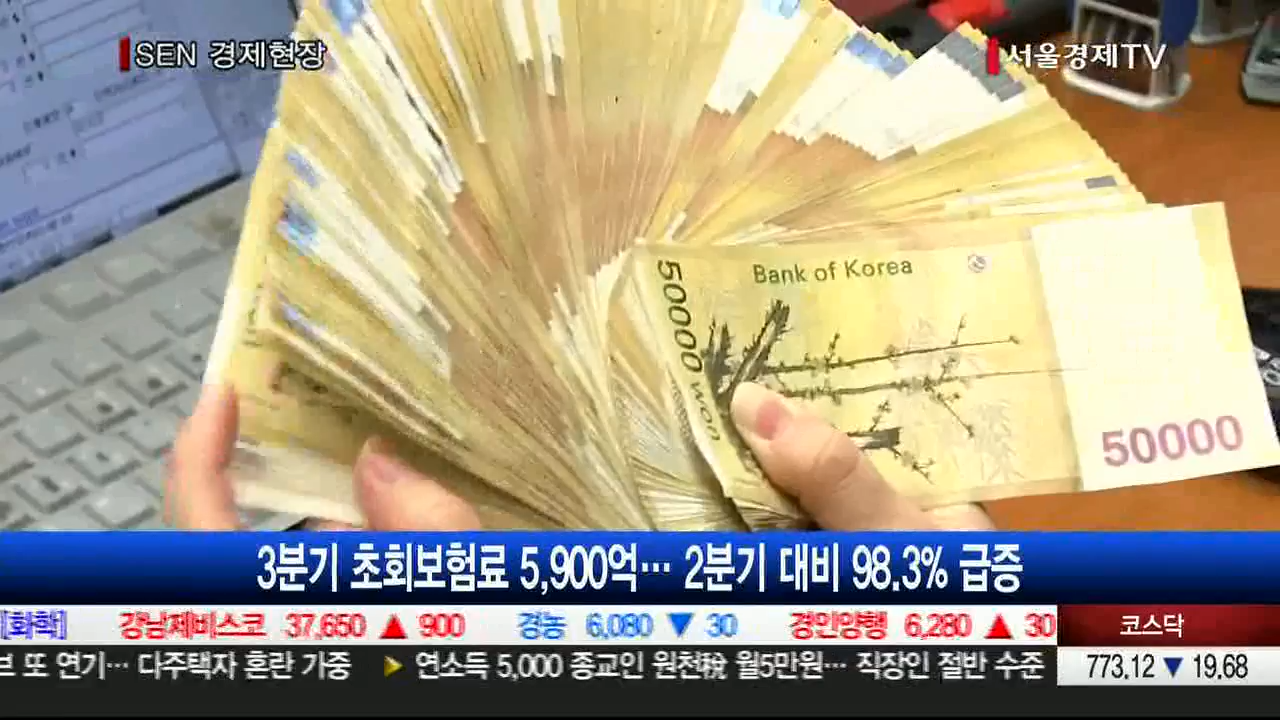 SEN 경제현장
서울경제TV
Bank of Korea
50000 won
50000
3분기 초회보험료 5,900억… 2분기 대비 98.3% 급증
[화학] 강남제비스코 37,650 ▲ 900 경농 6,080 ▼ 30 경인양행 6,280 ▲ 30
코스닥
또 연기… 다주택자 혼란 가중 ▶ 연소득 5,000 종교인 원천稅 월5만원… 직장인 절반 수준
773.12 ▼ 19.68